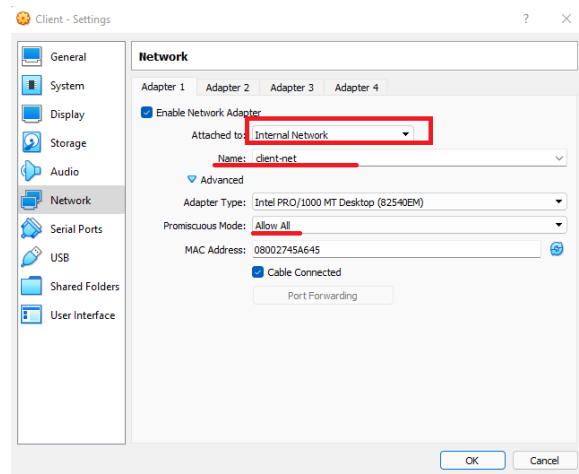 Client - Settings
?
General
System
Display
Storage
Audio
Network
Serial Ports
USB
Shared Folders
User Interface
Network
Adapter 1 Adapter 2 Adapter 3 Adapter 4
Enable Network Adapter
Attached to: Internal Network
Name: client-net
Advanced
Adapter Type: Intel PRO/1000 MT Desktop (82540EM)
Promiscuous Mode: Allow All
MAC Address: 08002745A645
Cable Connected
Port Forwarding
OK Cancel